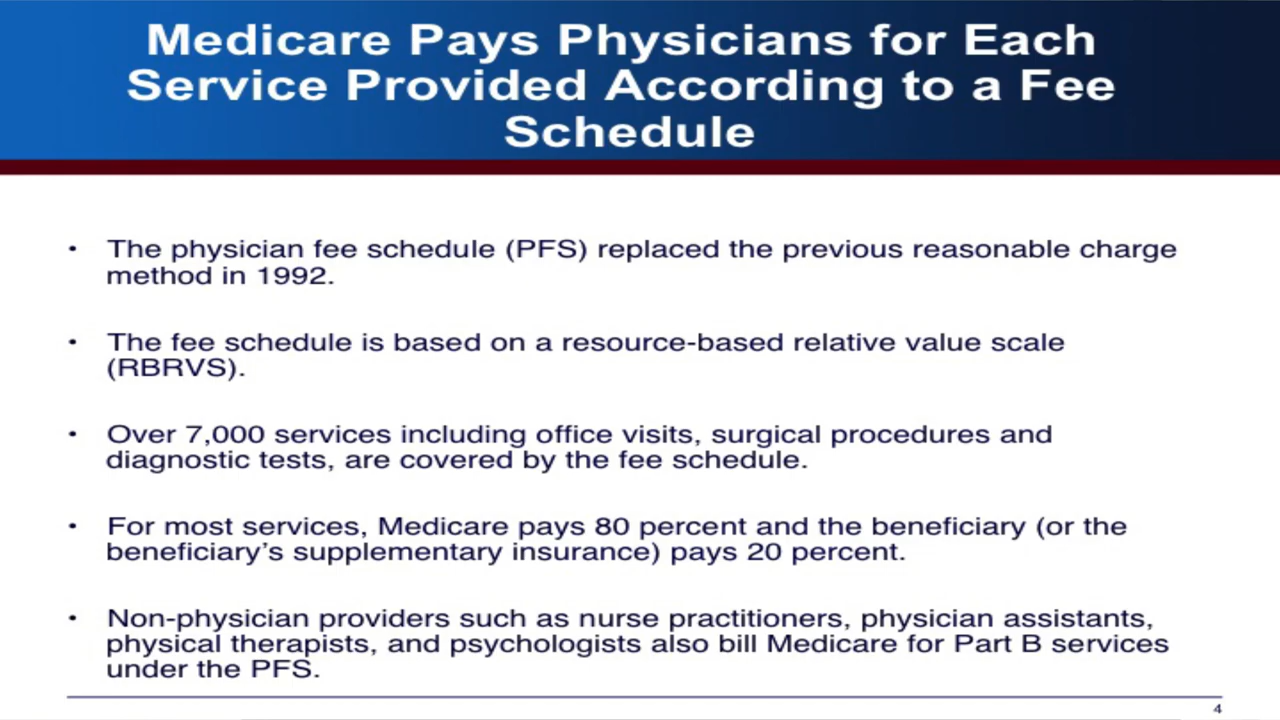 Medicare Pays Physicians for Each
Service Provided According to a Fee
Schedule
• The physician fee schedule (PFS) replaced the previous reasonable charge
method in 1992.
• The fee schedule is based on a resource-based relative value scale
(RBRVS).
• Over 7,000 services including office visits, surgical procedures and
diagnostic tests, are covered by the fee schedule.
• For most services, Medicare pays 80 percent and the beneficiary (or the
beneficiary’s supplementary insurance) pays 20 percent.
• Non-physician providers such as nurse practitioners, physician assistants,
physical therapists, and psychologists also bill Medicare for Part B services
under the PFS.
4